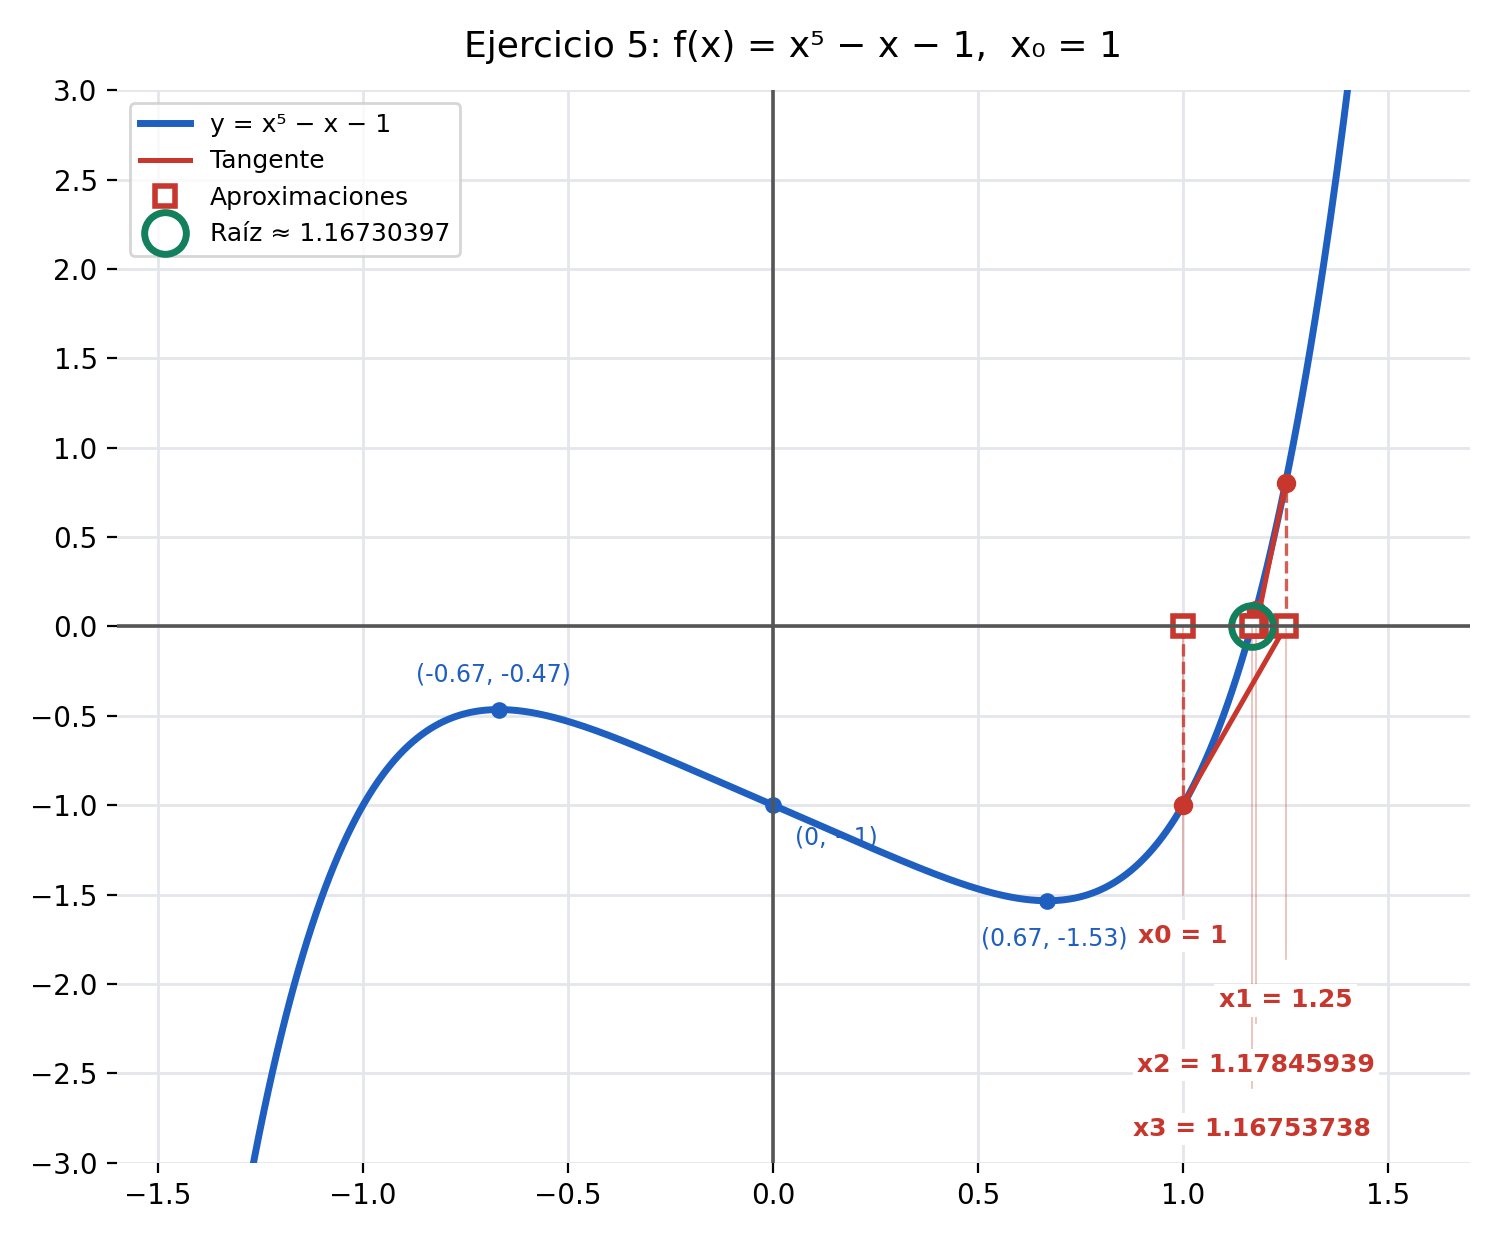 Ejercicio 5: f(x) = x⁵ − x − 1,  x₀ = 1
y = x⁵ − x − 1
Tangente
Aproximaciones
Raíz ≈ 1.16730397
3.0
2.5
2.0
1.5
1.0
0.5
0.0
−0.5
−1.0
−1.5
−2.0
−2.5
−3.0
(-0.67, -0.47)
(0, -1)
(0.67, -1.53)
x0 = 1
x1 = 1.25
x2 = 1.17845939
x3 = 1.16753738
−1.5
−1.0
−0.5
0.0
0.5
1.0
1.5